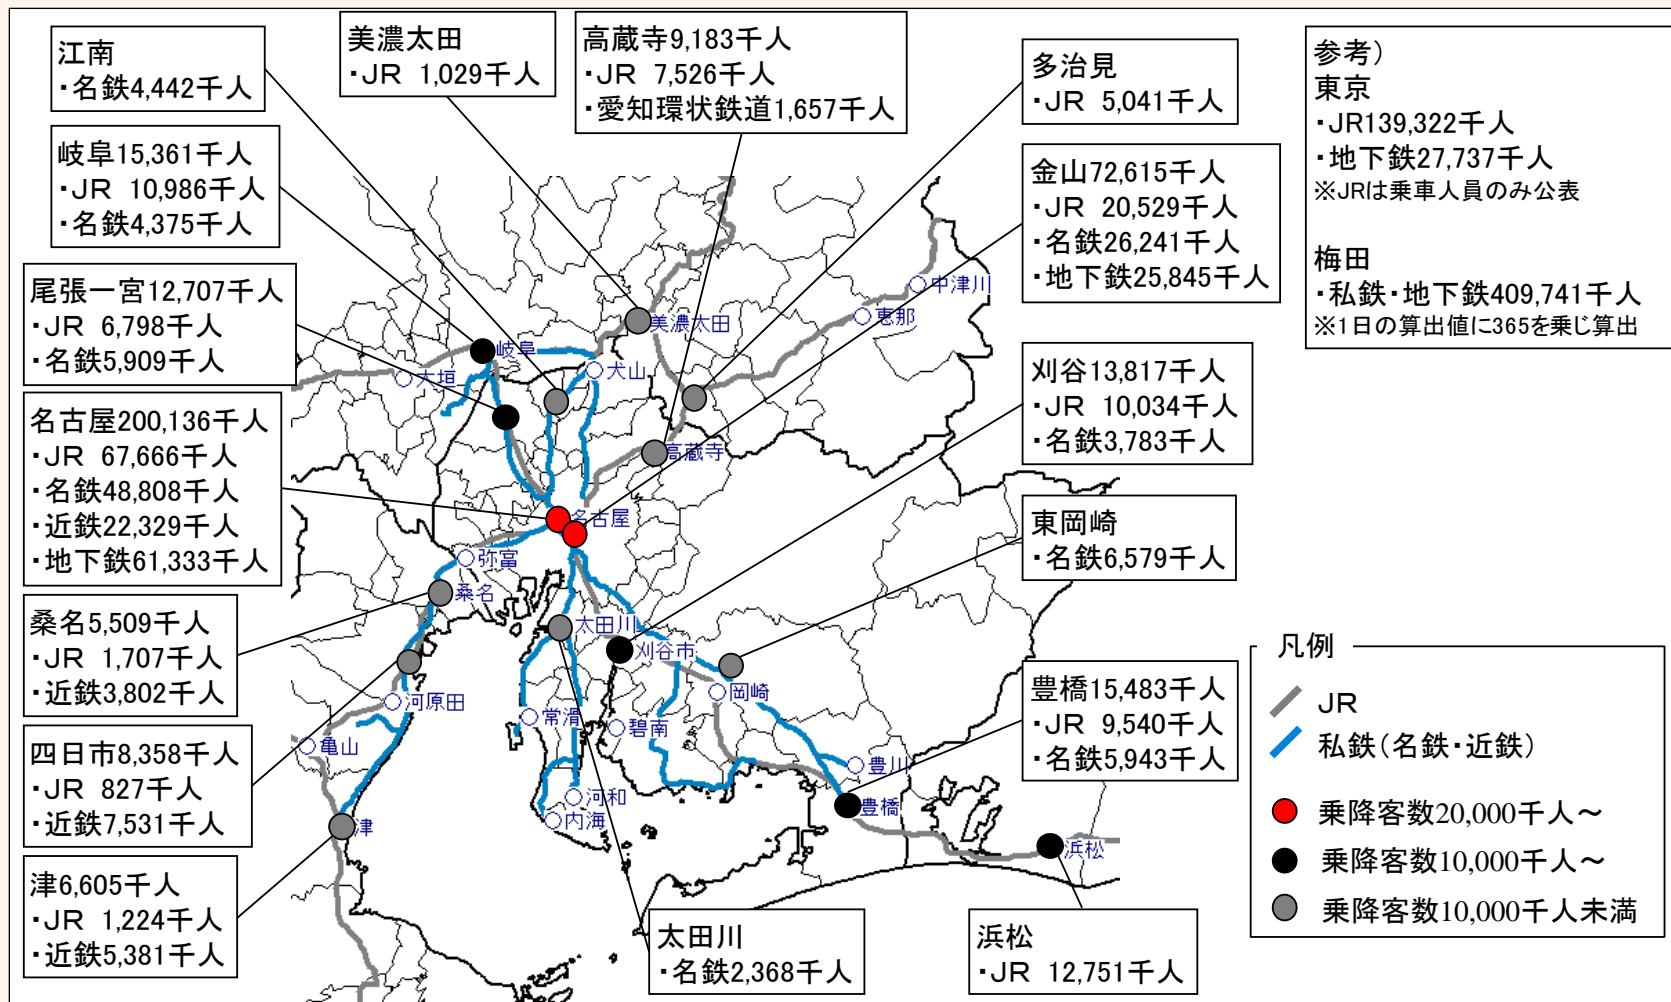 江南
・名鉄4,442千人
美濃太田
・JR 1,029千人
高蔵寺9,183千人
・JR 7,526千人
・愛知環状鉄道1,657千人
多治見
・JR 5,041千人
参考)
東京
・JR139,322千人
・地下鉄27,737千人
※JRは乗車人員のみ公表
梅田
・私鉄・地下鉄409,741千人
※1日の算出値に365を乗じ算出
岐阜15,361千人
・JR 10,986千人
・名鉄4,375千人
金山72,615千人
・JR 20,529千人
・名鉄26,241千人
・地下鉄25,845千人
尾張一宮12,707千人
・JR 6,798千人
・名鉄5,909千人
刈谷13,817千人
・JR 10,034千人
・名鉄3,783千人
名古屋200,136千人
・JR 67,666千人
・名鉄48,808千人
・近鉄22,329千人
・地下鉄61,333千人
東岡崎
・名鉄6,579千人
桑名5,509千人
・JR 1,707千人
・近鉄3,802千人
豊橋15,483千人
・JR 9,540千人
・名鉄5,943千人
四日市8,358千人
・JR 827千人
・近鉄7,531千人
津6,605千人
・JR 1,224千人
・近鉄5,381千人
太田川
・名鉄2,368千人
浜松
・JR 12,751千人
中津川
恵那
美濃太田
岐阜
犬山
大垣
高蔵寺
名古屋
弥富
桑名
太田川
刈谷市
岡崎
河原田
常滑
碧南
亀山
豊川
河和
豊橋
内海
津
浜松
凡例
JR
私鉄(名鉄・近鉄)
乗降客数20,000千人～
乗降客数10,000千人～
乗降客数10,000千人未満